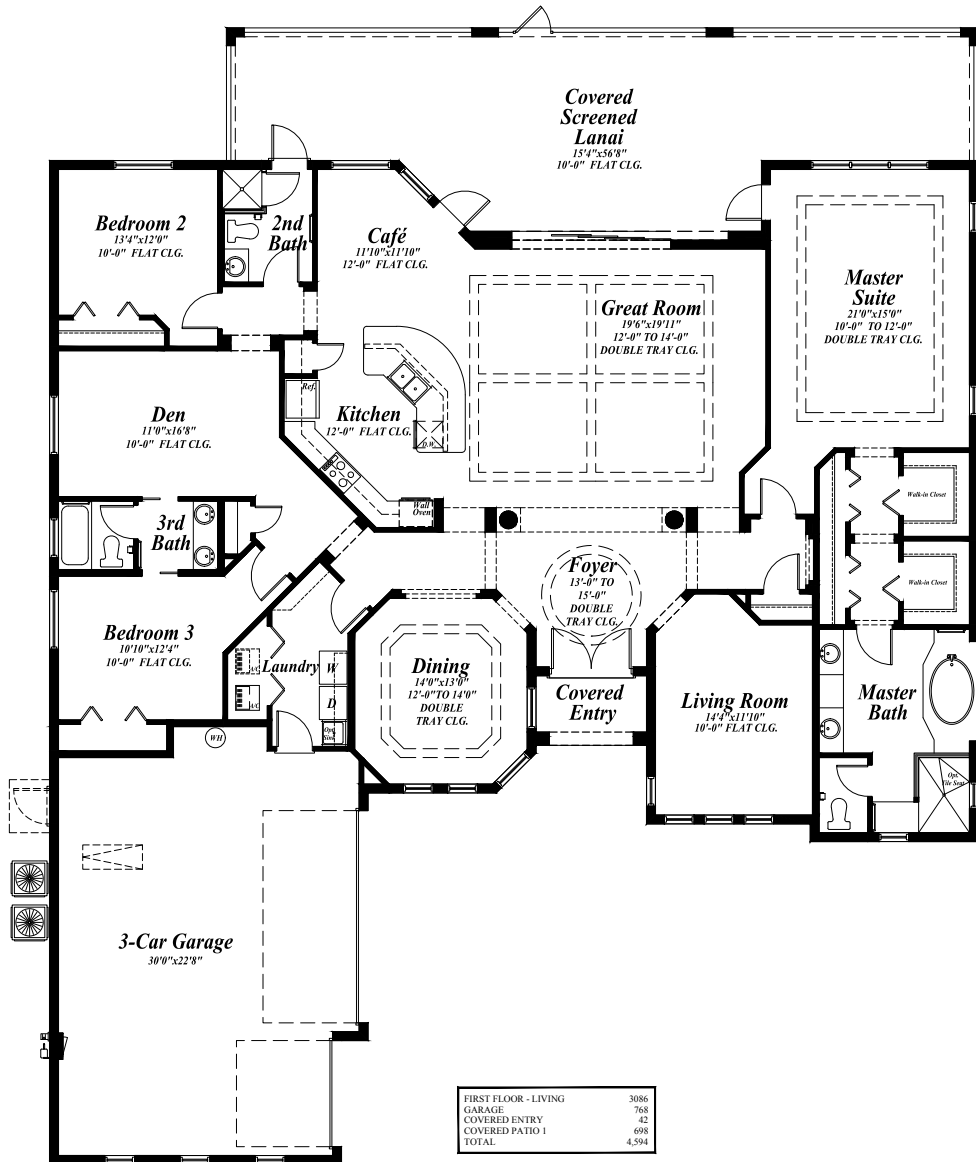 Covered
Screened
Lanai
15'4"x56'8"
10'-0" FLAT CLG.
Bedroom 2
13'4"x12'0"
10'-0" FLAT CLG.
2nd
Bath
Café
11'10"x11'10"
12'-0" FLAT CLG.
Great Room
19'6"x19'11"
12'-0" TO 14'-0"
DOUBLE TRAY CLG.
Master
Suite
21'0"x15'0"
10'-0" TO 12'-0"
DOUBLE TRAY CLG.
Ref.
Den
11'0"x16'8"
10'-0" FLAT CLG.
Kitchen
12'-0" FLAT CLG.
D.W.
Wall
Oven
Walk-in Closet
3rd
Bath
Foyer
13'-0" TO
15'-0"
DOUBLE
TRAY CLG.
Walk-in Closet
Bedroom 3
10'10"x12'4"
10'-0" FLAT CLG.
A/C
A/C
Laundry
W
D
Opt.
Sink
Dining
14'0"x13'0"
12'-0"TO 14'0"
DOUBLE
TRAY CLG.
Covered
Entry
Living Room
14'4"x11'10"
10'-0" FLAT CLG.
Master
Bath
Opt.
Tile Seat
WH
3-Car Garage
30'0"x22'8"
FIRST FLOOR - LIVING 3086
GARAGE 768
COVERED ENTRY 42
COVERED PATIO 1 698
TOTAL 4,594